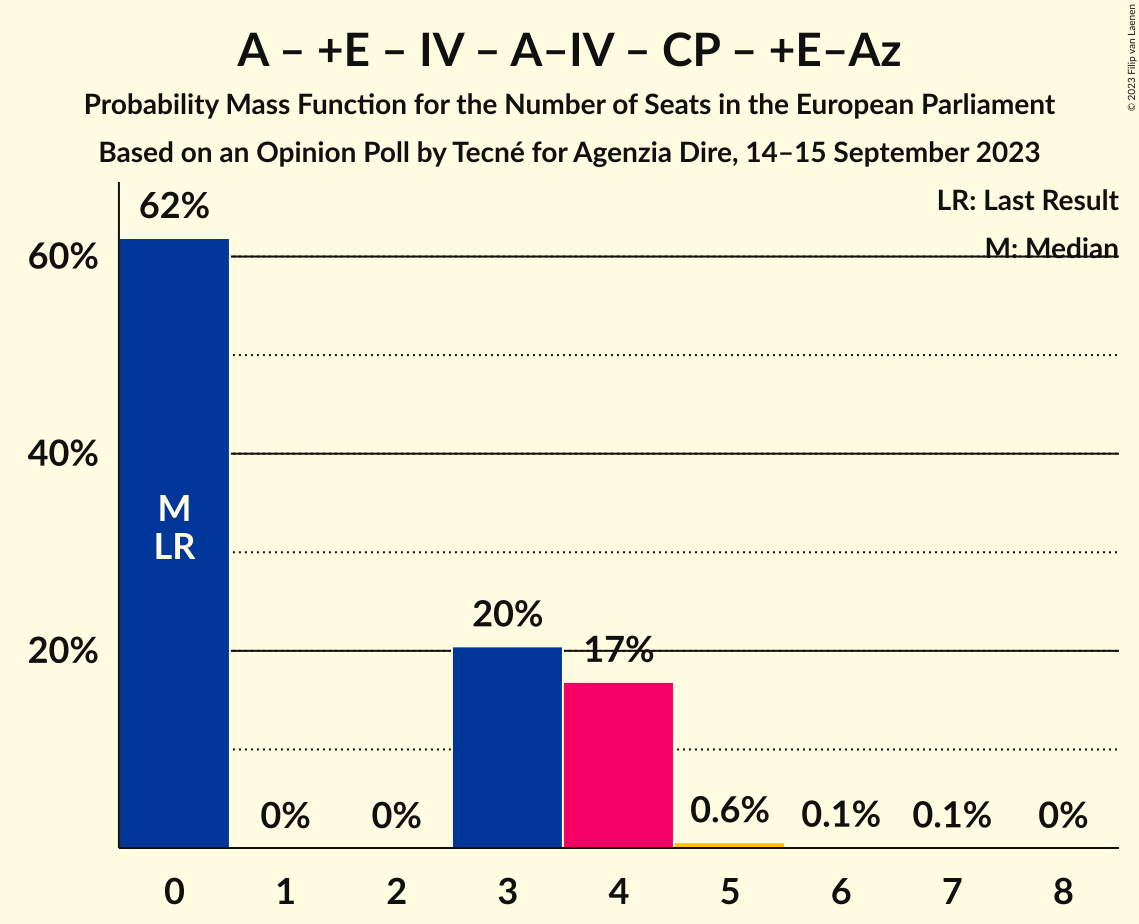 A – +E – IV – A–IV – CP – +E–Az
Probability Mass Function for the Number of Seats in the European Parliament
Based on an Opinion Poll by Tecné for Agenzia Dire, 14–15 September 2023
© 2023 Filip van Laenen
LR: Last Result
M: Median
62%
60%
40%
M
LR
20%
20%
17%
0%
0%
0.6%
0.1%
0.1%
0%
0 1 2 3 4 5 6 7 8